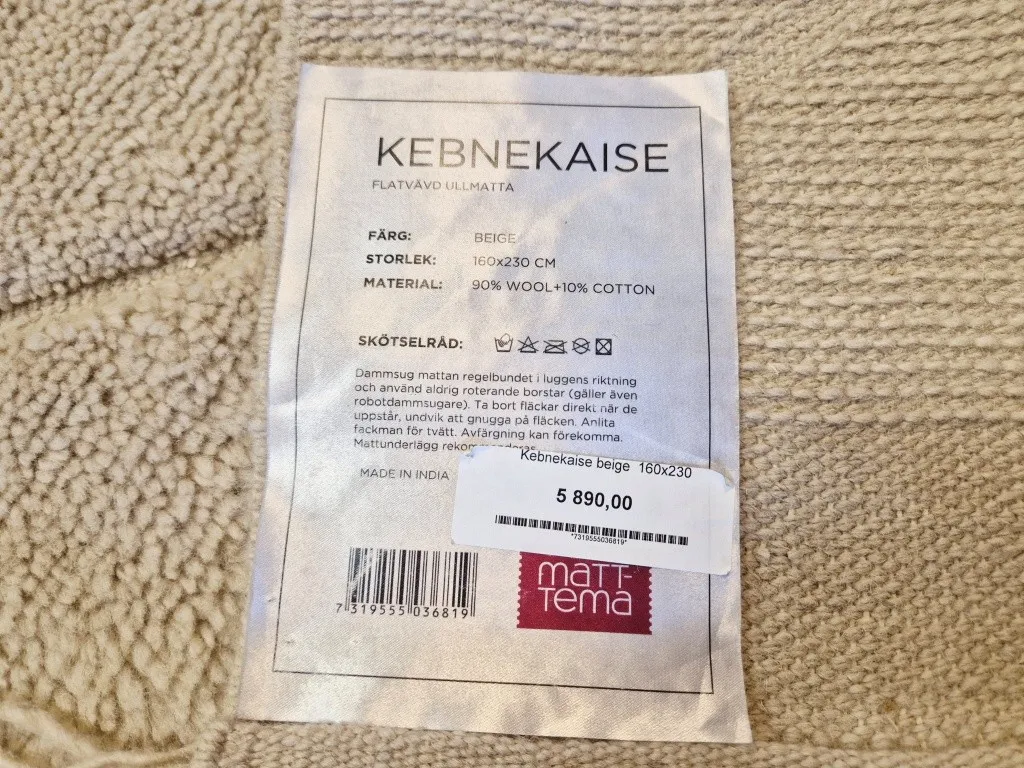 KEBNEKAISE
FLATVÄVD ULLMATTA
FÄRG: BEIGE
STORLEK: 160x230 CM
MATERIAL: 90% WOOL+10% COTTON
SKÖTSELRÅD:
Dammsug mattan regelbundet i luggens riktning
och använd aldrig roterande borstar (gäller även
robotdammsugare). Ta bort fläckar direkt när de
uppstår, undvik att gnugga på fläcken. Anlita
fackman för tvätt. Avfärgning kan förekomma.
Mattunderlägg rekommenderas
MADE IN INDIA
Kebnekaise beige 160x230
5 890,00
*7319555036819*
7 319555 036819
maTT-
Tema